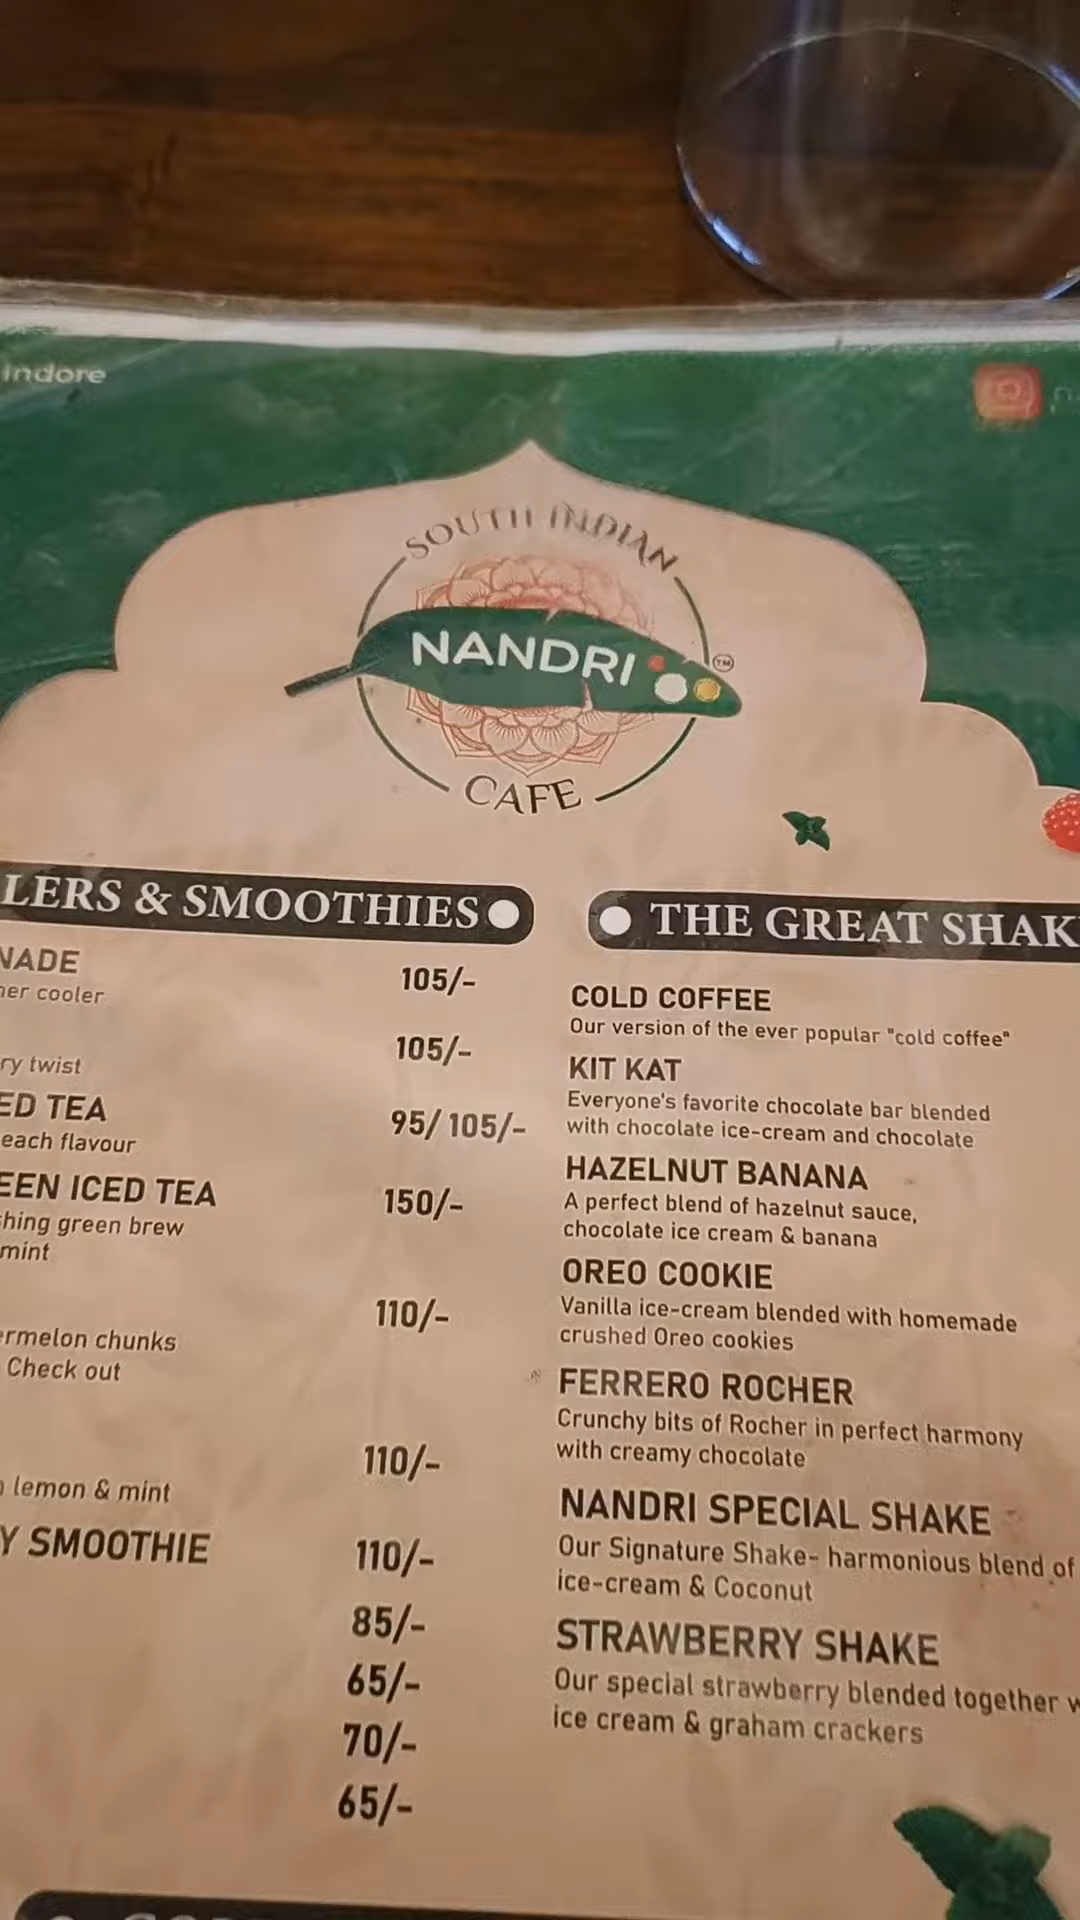 indore
SOUTH INDIAN
NANDRI
TM
CAFE
LERS & SMOOTHIES
NADE
her cooler
105/-
105/-
ry twist
ED TEA
each flavour
95/105/-
EEN ICED TEA
hing green brew
mint
150/-
110/-
ermelon chunks
Check out
110/-
lemon & mint
Y SMOOTHIE
110/-
85/-
65/-
70/-
65/-
THE GREAT SHAK
COLD COFFEE
Our version of the ever popular "cold coffee"
KIT KAT
Everyone's favorite chocolate bar blended
with chocolate ice-cream and chocolate
HAZELNUT BANANA
A perfect blend of hazelnut sauce,
chocolate ice cream & banana
OREO COOKIE
Vanilla ice-cream blended with homemade
crushed Oreo cookies
FERRERO ROCHER
Crunchy bits of Rocher in perfect harmony
with creamy chocolate
NANDRI SPECIAL SHAKE
Our Signature Shake- harmonious blend of
ice-cream & Coconut
STRAWBERRY SHAKE
Our special strawberry blended together w
ice cream & graham crackers